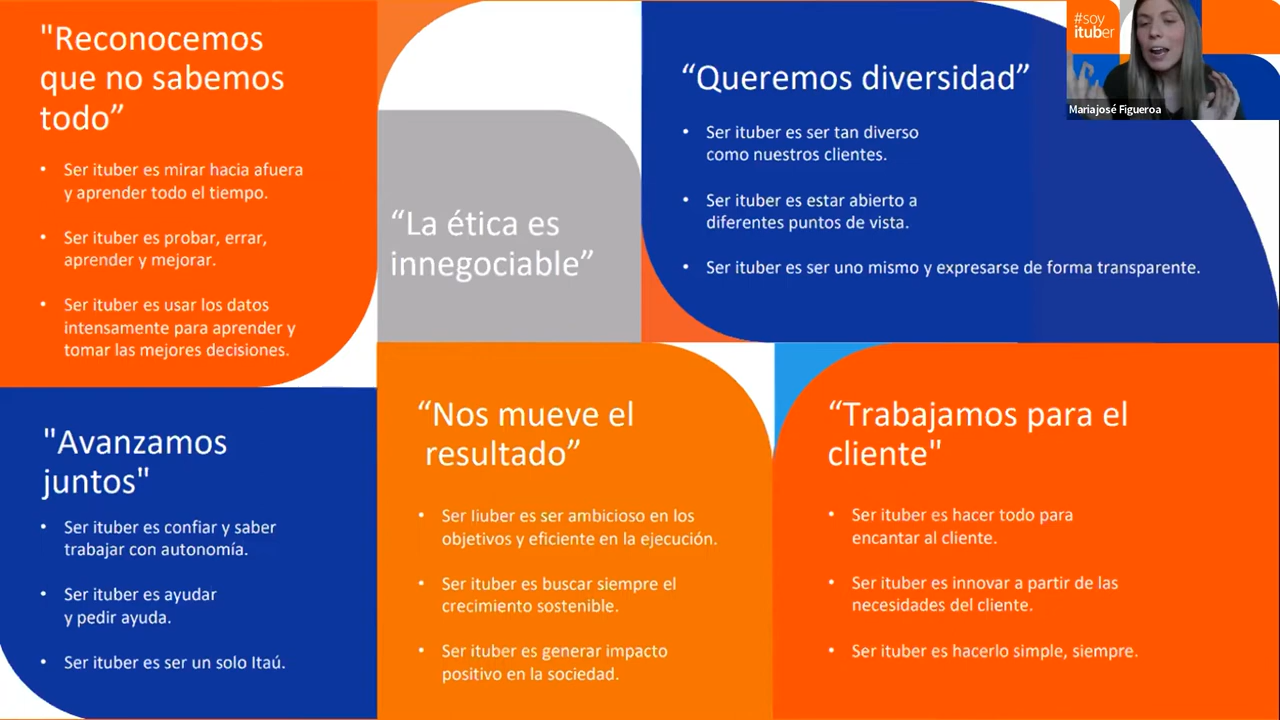 "Reconocemos
que no sabemos
todo”
• Ser ituber es mirar hacia afuera
y aprender todo el tiempo.
• Ser ituber es probar, errar,
aprender y mejorar.
• Ser ituber es usar los datos
intensamente para aprender y
tomar las mejores decisiones.
“La ética es
innegociable”
“Queremos diversidad”
• Ser ituber es ser tan diverso
como nuestros clientes.
• Ser ituber es estar abierto a
diferentes puntos de vista.
• Ser ituber es ser uno mismo y expresarse de forma transparente.
#soy
ituber
Mariajosé Figueroa
"Avanzamos
juntos"
• Ser ituber es confiar y saber
trabajar con autonomía.
• Ser ituber es ayudar
y pedir ayuda.
• Ser ituber es ser un solo Itaú.
“Nos mueve el
resultado”
• Ser Iiuber es ser ambicioso en los
objetivos y eficiente en la ejecución.
• Ser ituber es buscar siempre el
crecimiento sostenible.
• Ser ituber es generar impacto
positivo en la sociedad.
“Trabajamos para el
cliente"
• Ser ituber es hacer todo para
encantar al cliente.
• Ser ituber es innovar a partir de las
necesidades del cliente.
• Ser ituber es hacerlo simple, siempre.